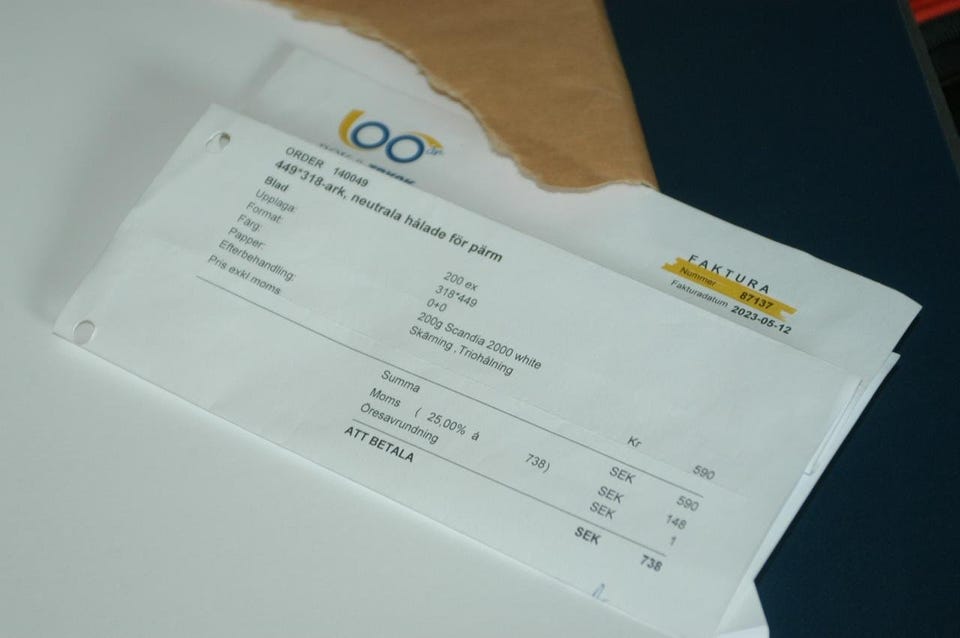 100 år
FAKTURA
Nummer 87137
Fakturadatum 2023-05-12
ORDER 140049
449*318-ark, neutrala hålade för pärm
Blad
Upplaga: 200 ex
Format: 318*449
Färg: 0+0
Papper: 200g Scandia 2000 white
Efterbehandling: Skärning ,Triohålning
Pris exkl.moms. Kr 590
Summa SEK 590
Moms ( 25,00% á 738) SEK 148
Öresavrundning SEK 1
ATT BETALA SEK 738